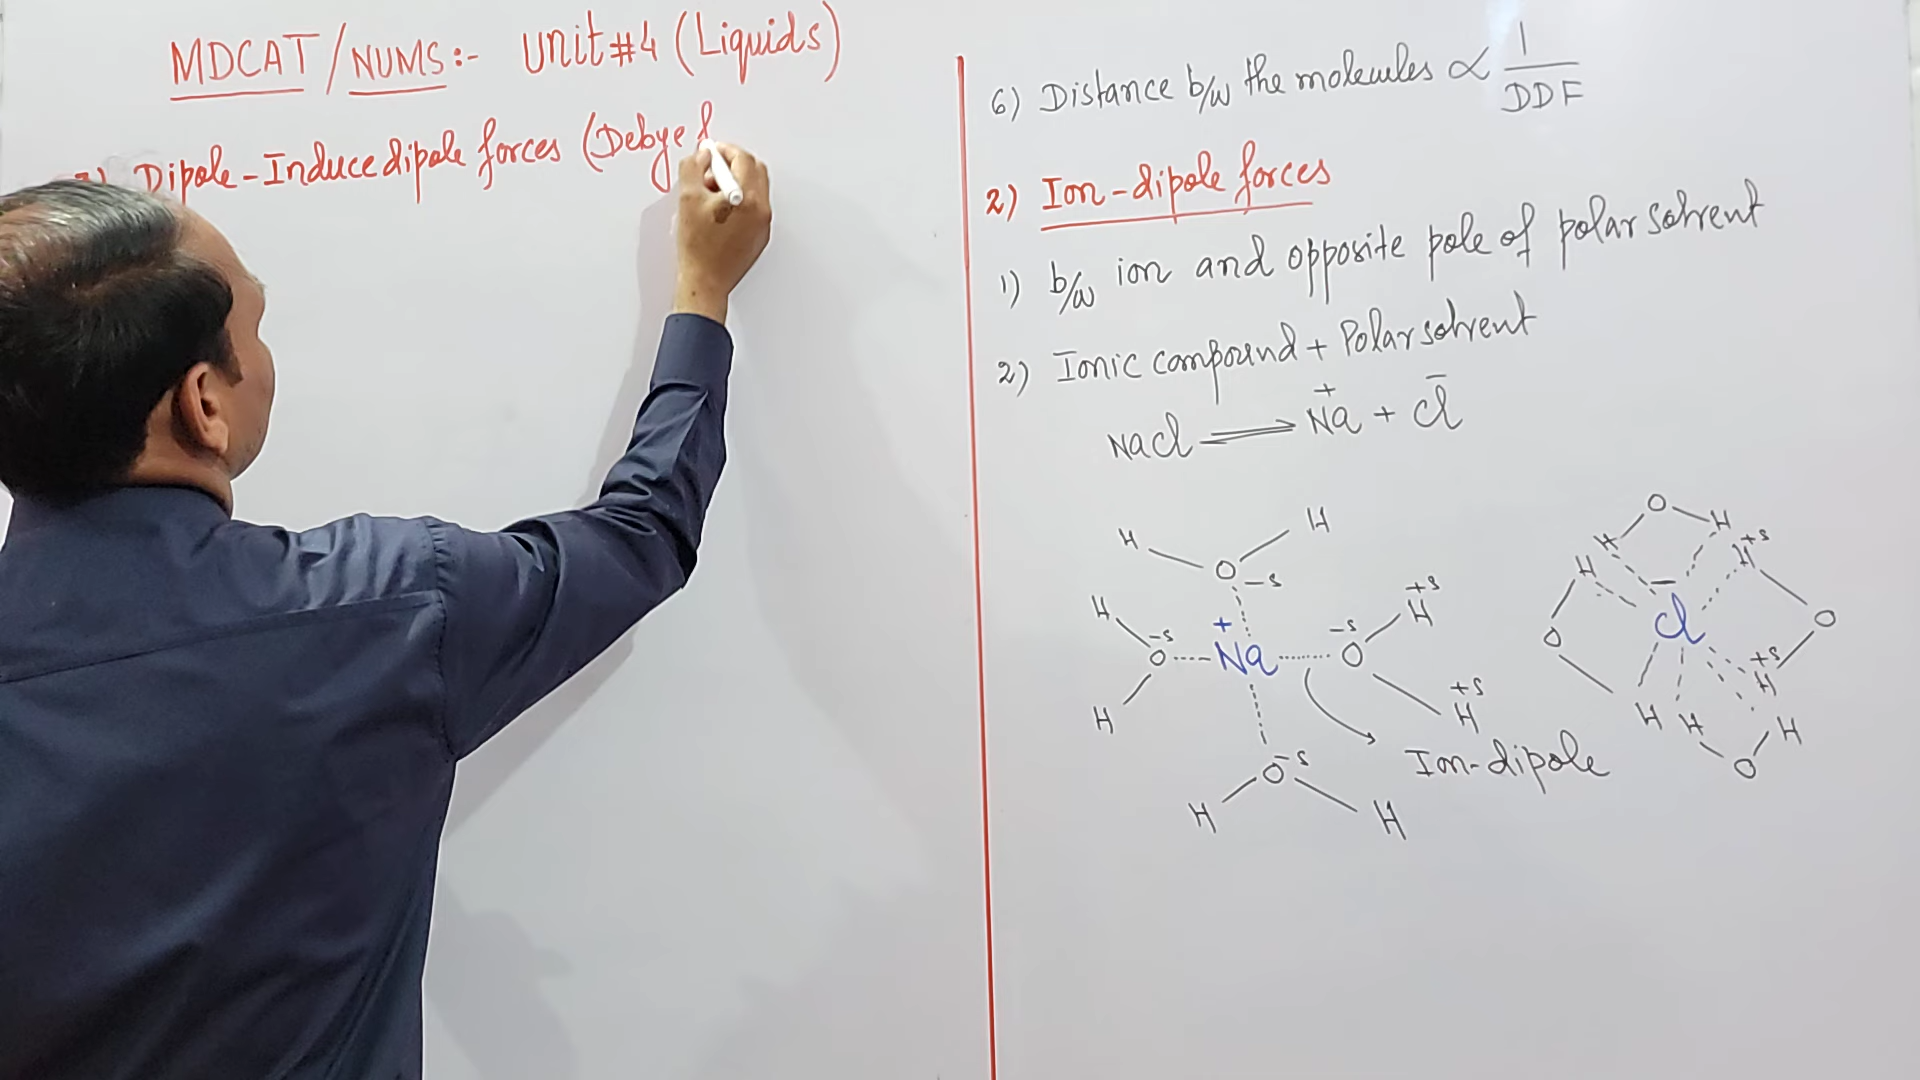 MDCAT/NUMS:- Unit#4 (Liquids)
Dipole-Induce dipole forces (Debye f
6) Distance b/w the molecules ∝ 1/DDF
2) Ion-dipole forces
1) b/w ion and opposite pole of polar solvent
2) Ionic compound + Polar solvent
NaCl ⇌ Na⁺ + Cl⁻
H H
O -s
H -s + -s +s
O Na O H
H +s
H
-s
O
H H
Ion-dipole
O
H H +s
H H
−
Cl
O O
+s
H
H H H
O